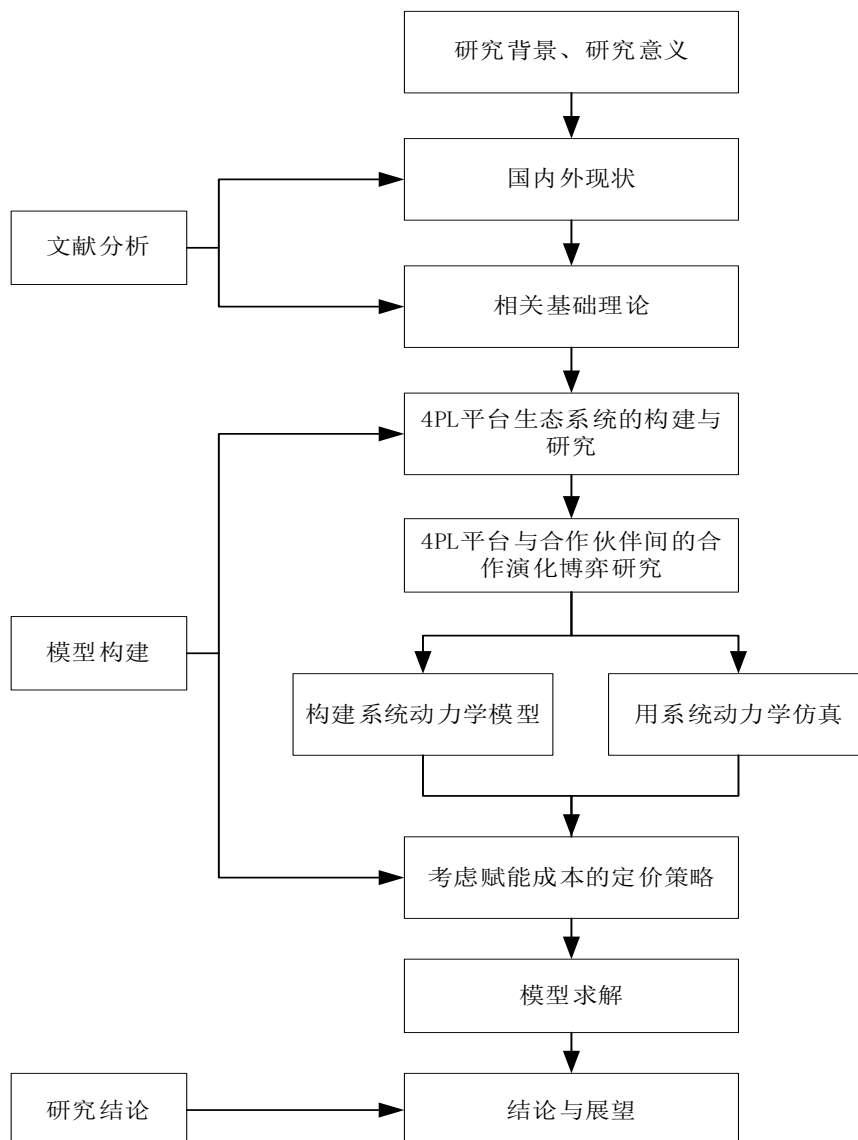 研究背景、研究意义
国内外现状
文献分析
相关基础理论
4PL平台生态系统的构建与
研究
4PL平台与合作伙伴间的合
作演化博弈研究
模型构建
构建系统动力学模型
用系统动力学仿真
考虑赋能成本的定价策略
模型求解
研究结论
结论与展望